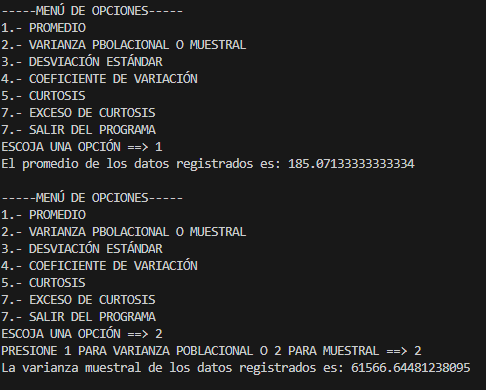 -----MENÚ DE OPCIONES-----
1.- PROMEDIO
2.- VARIANZA PBOLACIONAL O MUESTRAL
3.- DESVIACIÓN ESTÁNDAR
4.- COEFICIENTE DE VARIACIÓN
5.- CURTOSIS
7.- EXCESO DE CURTOSIS
7.- SALIR DEL PROGRAMA
ESCOJA UNA OPCIÓN ==> 1
El promedio de los datos registrados es: 185.07133333333334
-----MENÚ DE OPCIONES-----
1.- PROMEDIO
2.- VARIANZA PBOLACIONAL O MUESTRAL
3.- DESVIACIÓN ESTÁNDAR
4.- COEFICIENTE DE VARIACIÓN
5.- CURTOSIS
7.- EXCESO DE CURTOSIS
7.- SALIR DEL PROGRAMA
ESCOJA UNA OPCIÓN ==> 2
PRESIONE 1 PARA VARIANZA POBLACIONAL O 2 PARA MUESTRAL ==> 2
La varianza muestral de los datos registrados es: 61566.64481238095